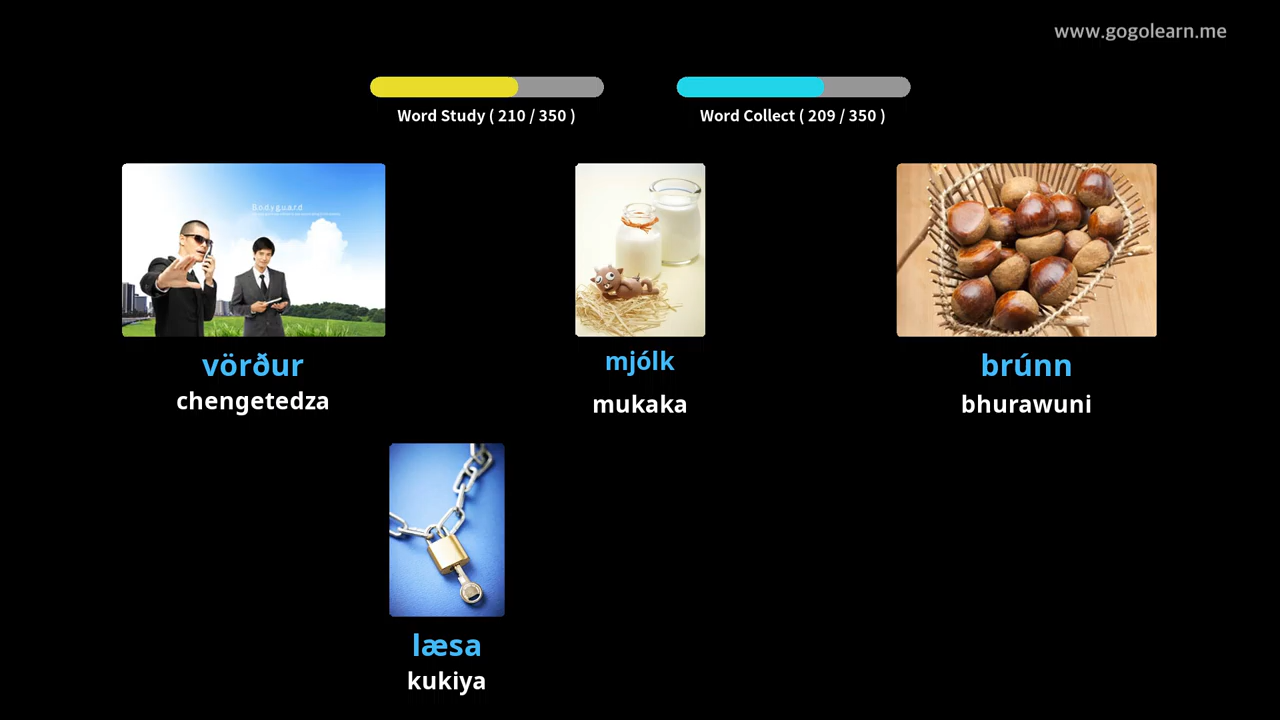 www.gogolearn.me
Word Study ( 210 / 350 )
Word Collect ( 209 / 350 )
Bodyguard
vörður
chengetedza
mjólk
mukaka
brúnn
bhurawuni
læsa
kukiya